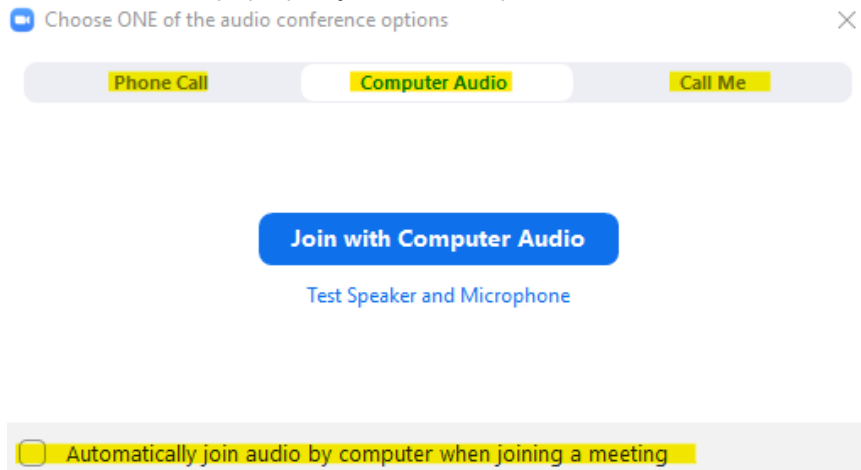 Choose ONE of the audio conference options
Phone Call Computer Audio Call Me
Join with Computer Audio
Test Speaker and Microphone
Automatically join audio by computer when joining a meeting